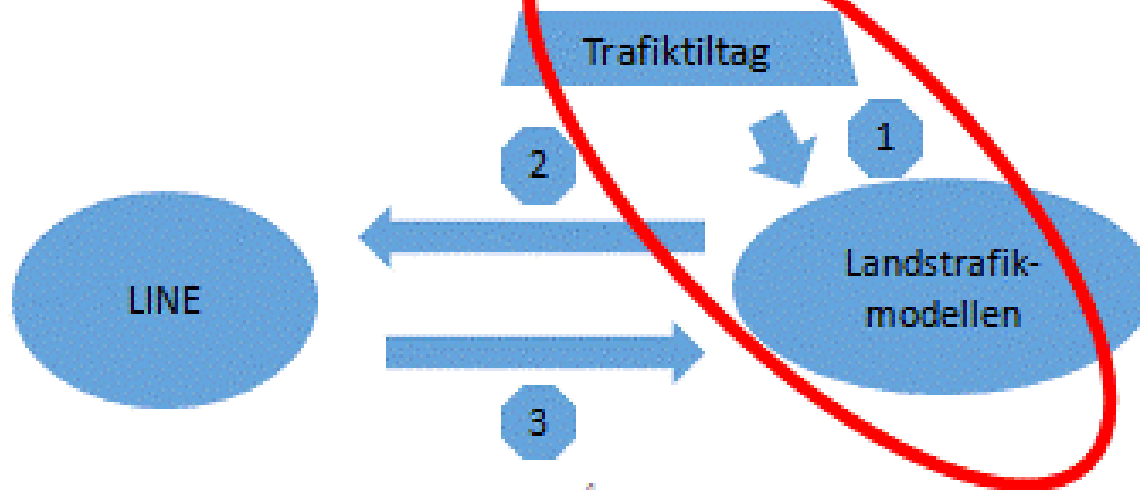 Trafiktiltag
1
2
LINE
Landstrafik-
modellen
3